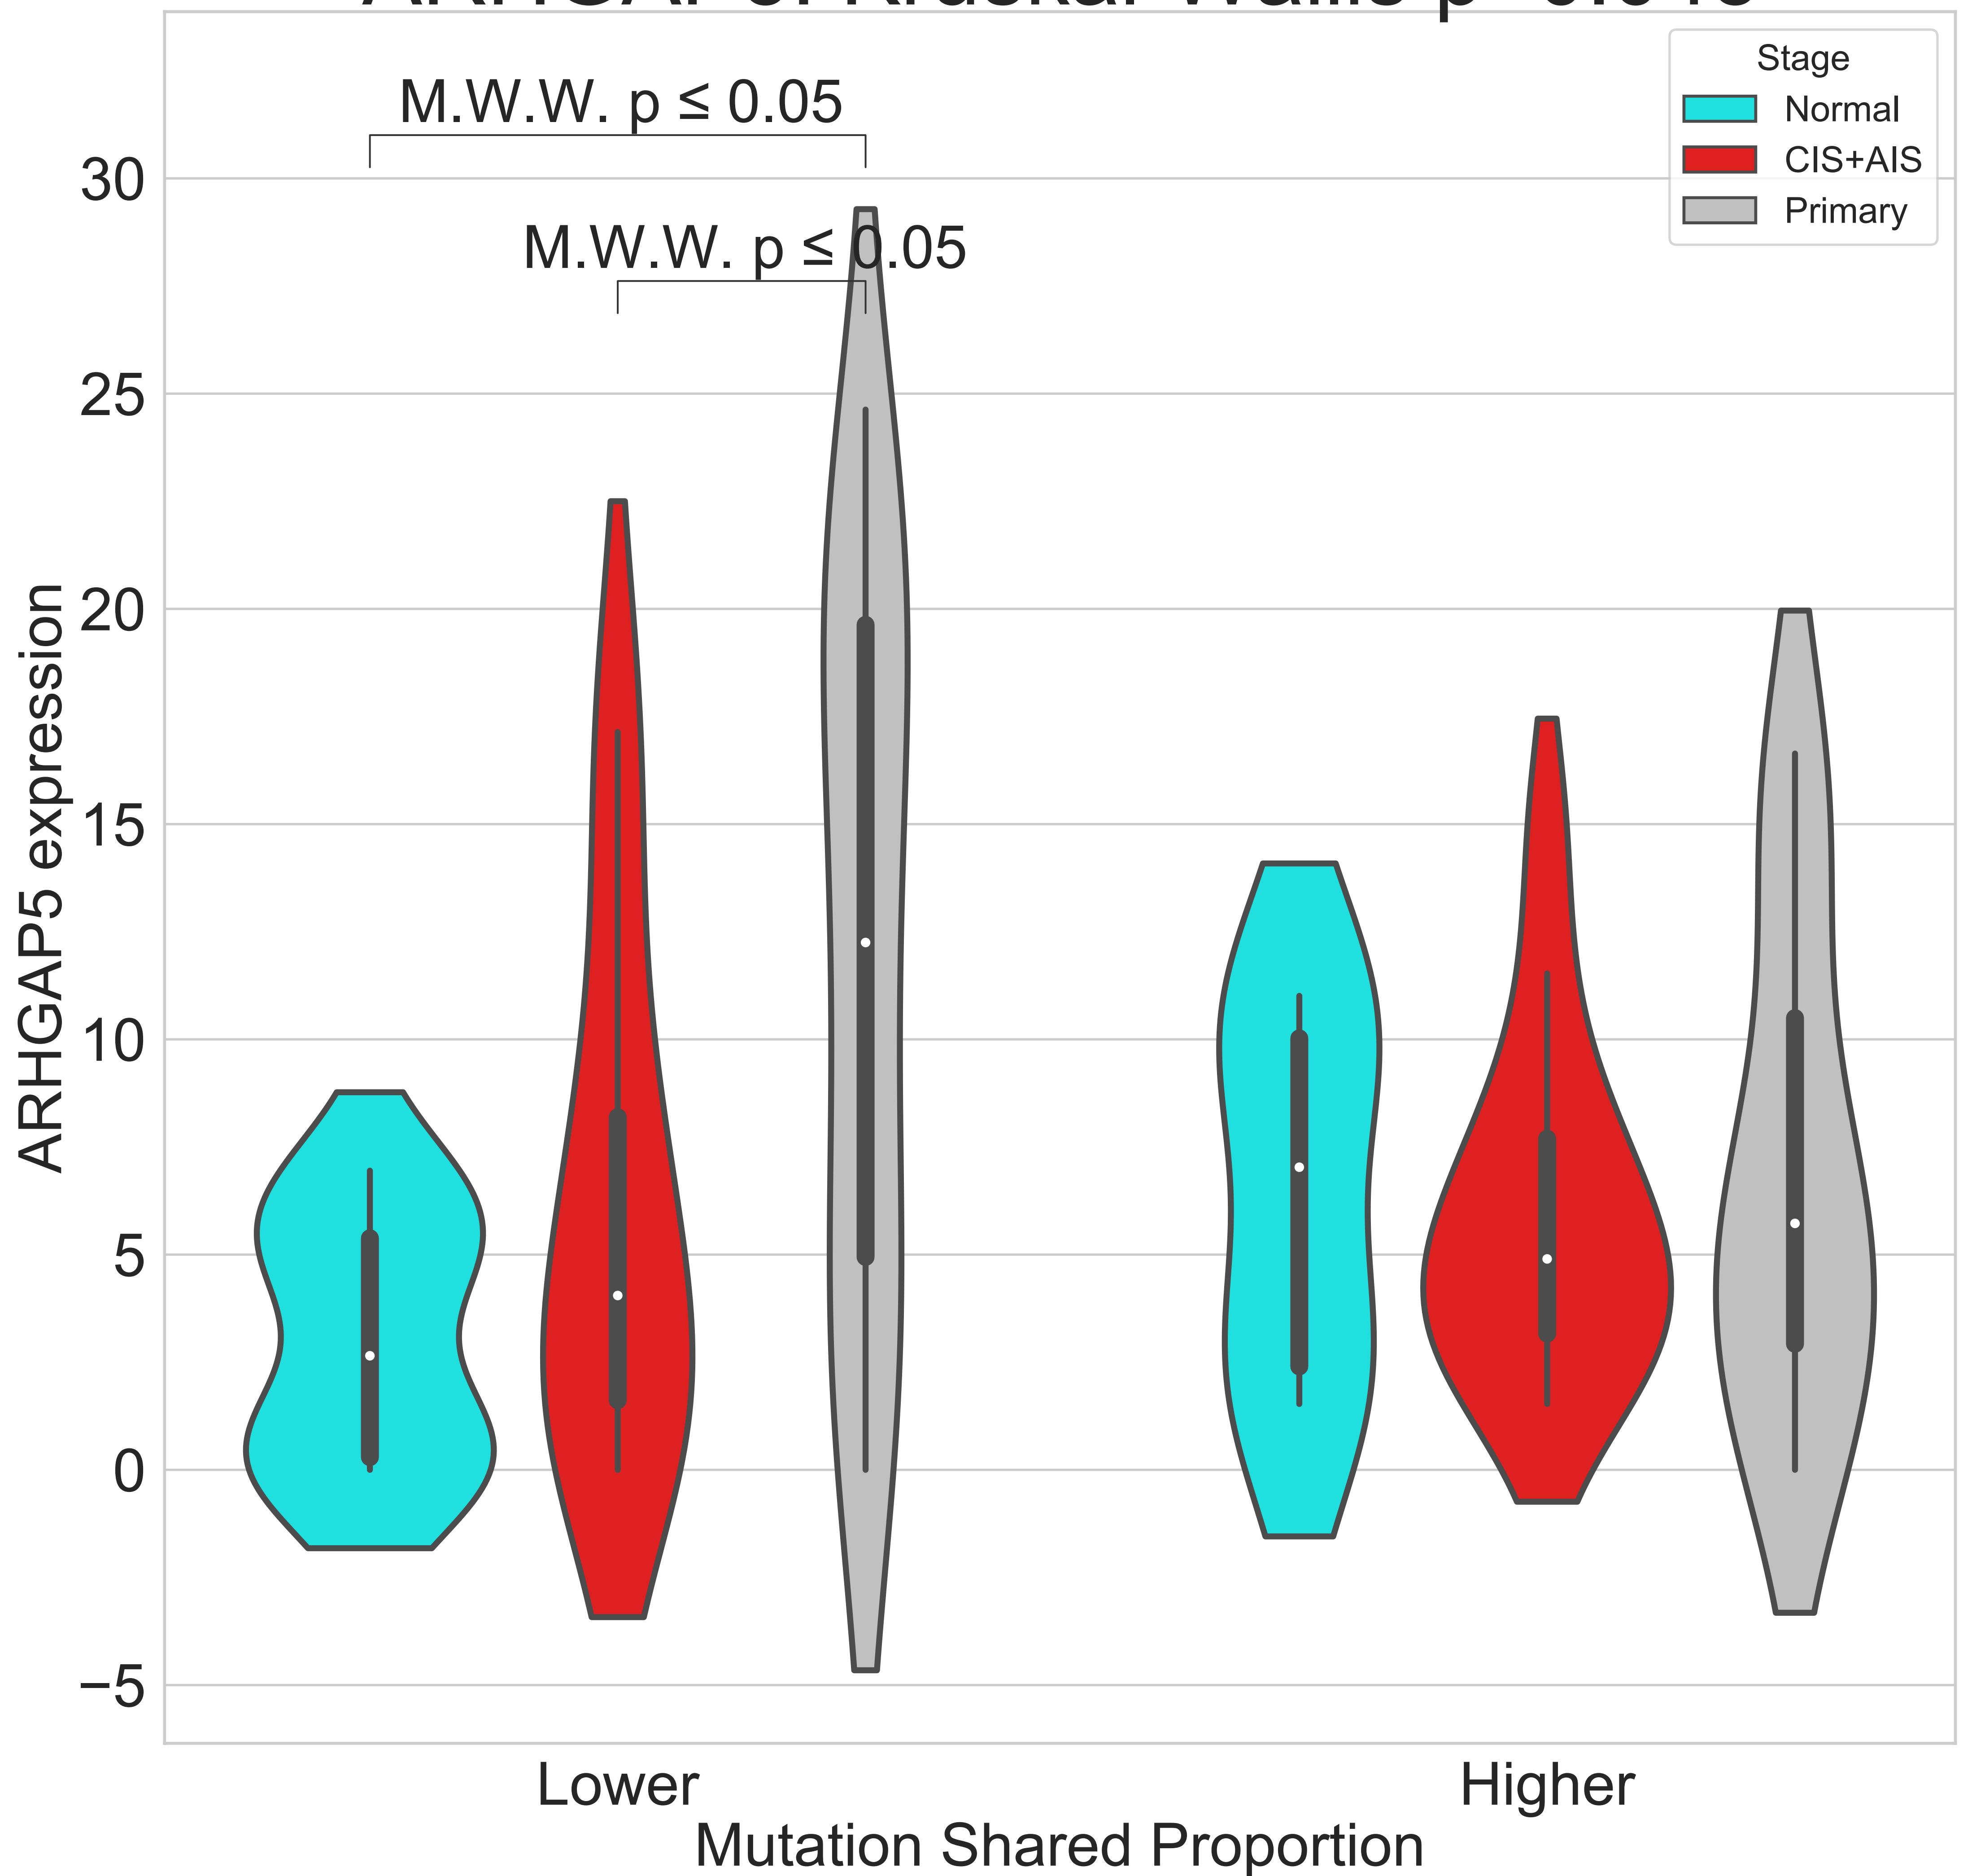 M.W.W. p ≤ 0.05
M.W.W. p ≤ 0.05
Stage
Normal
CIS+AIS
Primary
30
25
20
15
10
5
0
−5
ARHGAP5 expression
Lower
Higher
Mutation Shared Proportion